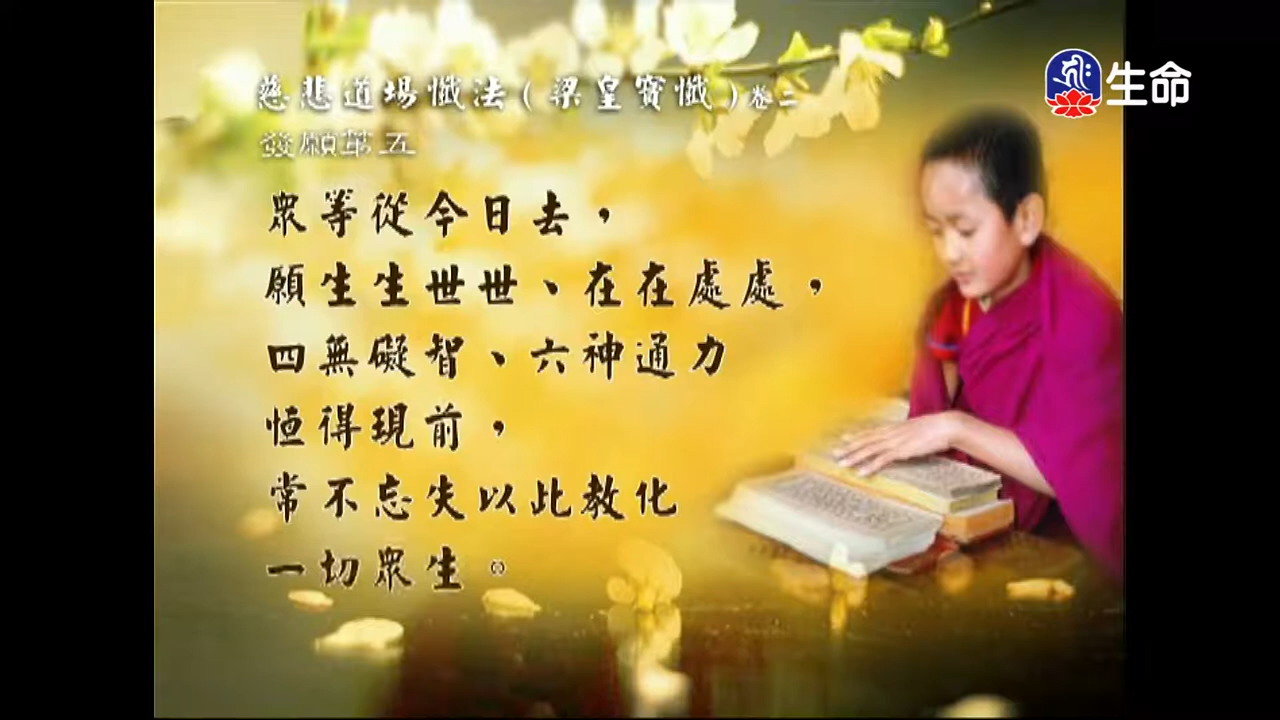 慈悲道場懺法(梁皇寶懺)卷二
發願第五
生命
眾等從今日去，
願生生世世、在在處處，
四無礙智、六神通力
恆得現前，
常不忘失以此教化
一切眾生。